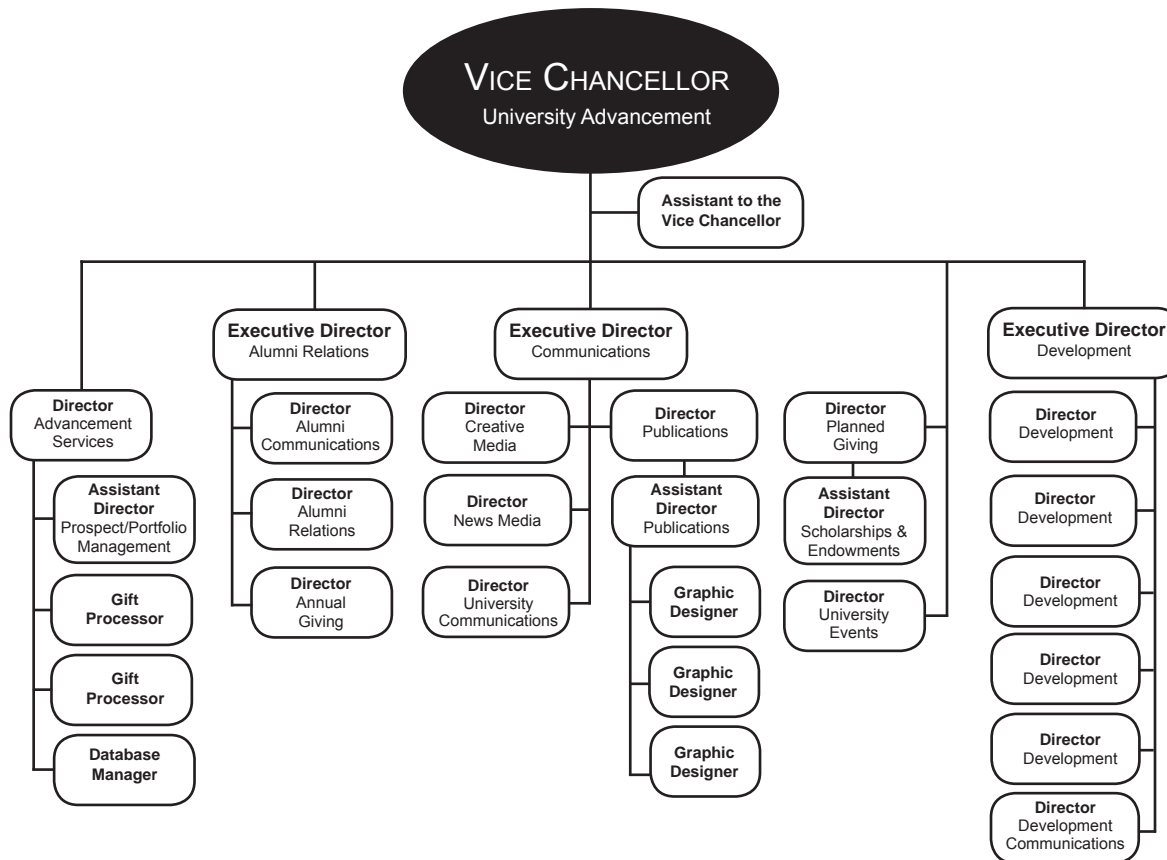 VICE CHANCELLOR
University Advancement
Assistant to the
Vice Chancellor
Executive Director
Alumni Relations
Executive Director
Communications
Executive Director
Development
Director
Advancement
Services
Assistant
Director
Prospect/Portfolio
Management
Gift
Processor
Gift
Processor
Database
Manager
Director
Alumni
Communications
Director
Alumni
Relations
Director
Annual
Giving
Director
Creative
Media
Director
News Media
Director
University
Communications
Director
Publications
Assistant
Director
Publications
Graphic
Designer
Graphic
Designer
Graphic
Designer
Director
Planned
Giving
Assistant
Director
Scholarships &
Endowments
Director
University
Events
Director
Development
Director
Development
Director
Development
Director
Development
Director
Development
Director
Development
Communications